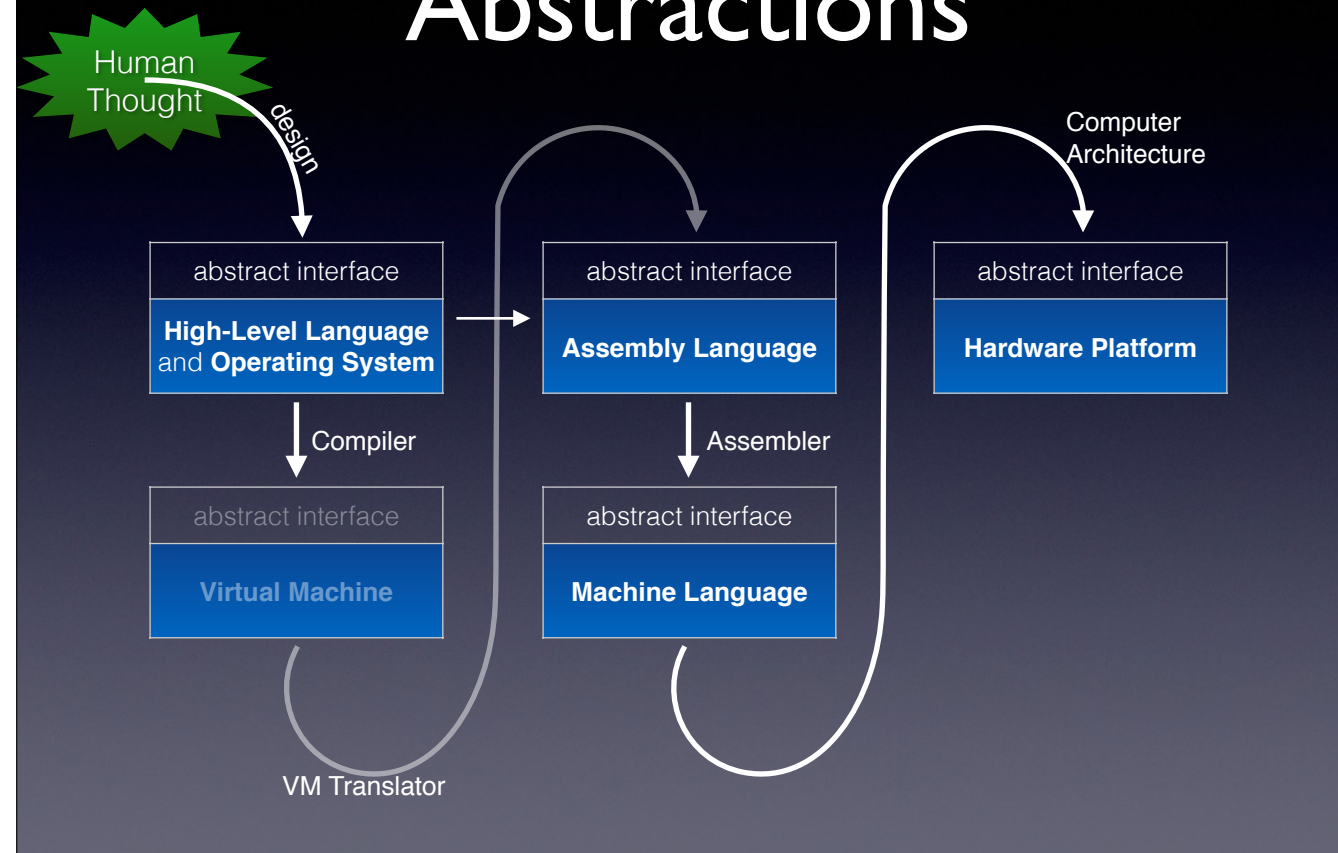 Abstractions
Human
Thought
design
Computer
Architecture
abstract interface
High-Level Language
and Operating System
abstract interface
Assembly Language
abstract interface
Hardware Platform
Compiler
Assembler
abstract interface
Virtual Machine
abstract interface
Machine Language
VM Translator